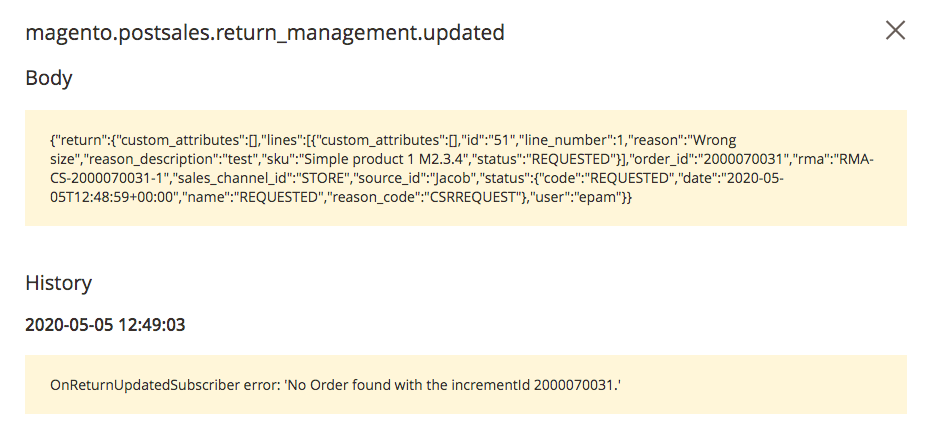 magento.postsales.return_management.updated
Body
{"return":{"custom_attributes":[],"lines":[{"custom_attributes":[],"id":"51","line_number":1,"reason":"Wrong
size","reason_description":"test","sku":"Simple product 1 M2.3.4","status":"REQUESTED"}],"order_id":"2000070031","rma":"RMA-
CS-2000070031-1","sales_channel_id":"STORE","source_id":"Jacob","status":{"code":"REQUESTED","date":"2020-05-
05T12:48:59+00:00","name":"REQUESTED","reason_code":"CSRREQUEST"},"user":"epam"}}
History
2020-05-05 12:49:03
OnReturnUpdatedSubscriber error: 'No Order found with the incrementId 2000070031.'